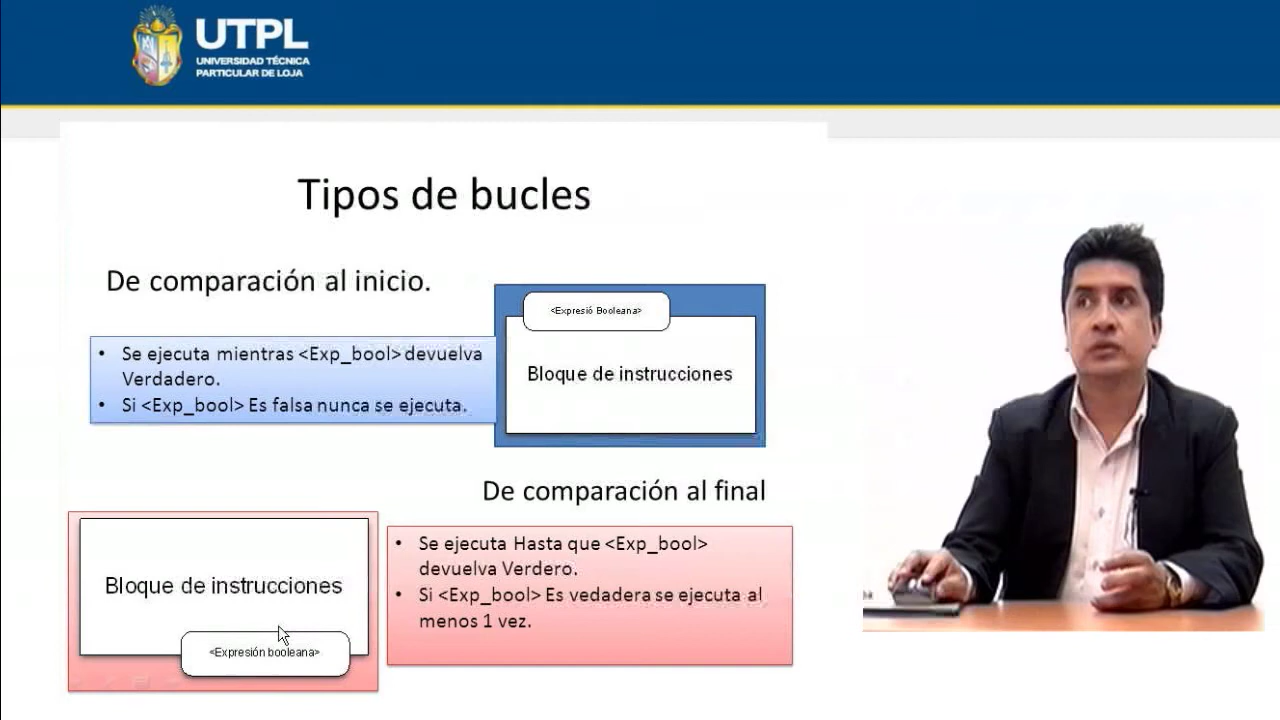 UTPL
UNIVERSIDAD TÉCNICA
PARTICULAR DE LOJA
Tipos de bucles
De comparación al inicio.
• Se ejecuta mientras <Exp_bool> devuelva
Verdadero.
• Si <Exp_bool> Es falsa nunca se ejecuta.
<Expresió Booleana>
Bloque de instrucciones
De comparación al final
Bloque de instrucciones
<Expresión booleana>
• Se ejecuta Hasta que <Exp_bool>
devuelva Verdero.
• Si <Exp_bool> Es vedadera se ejecuta al
menos 1 vez.